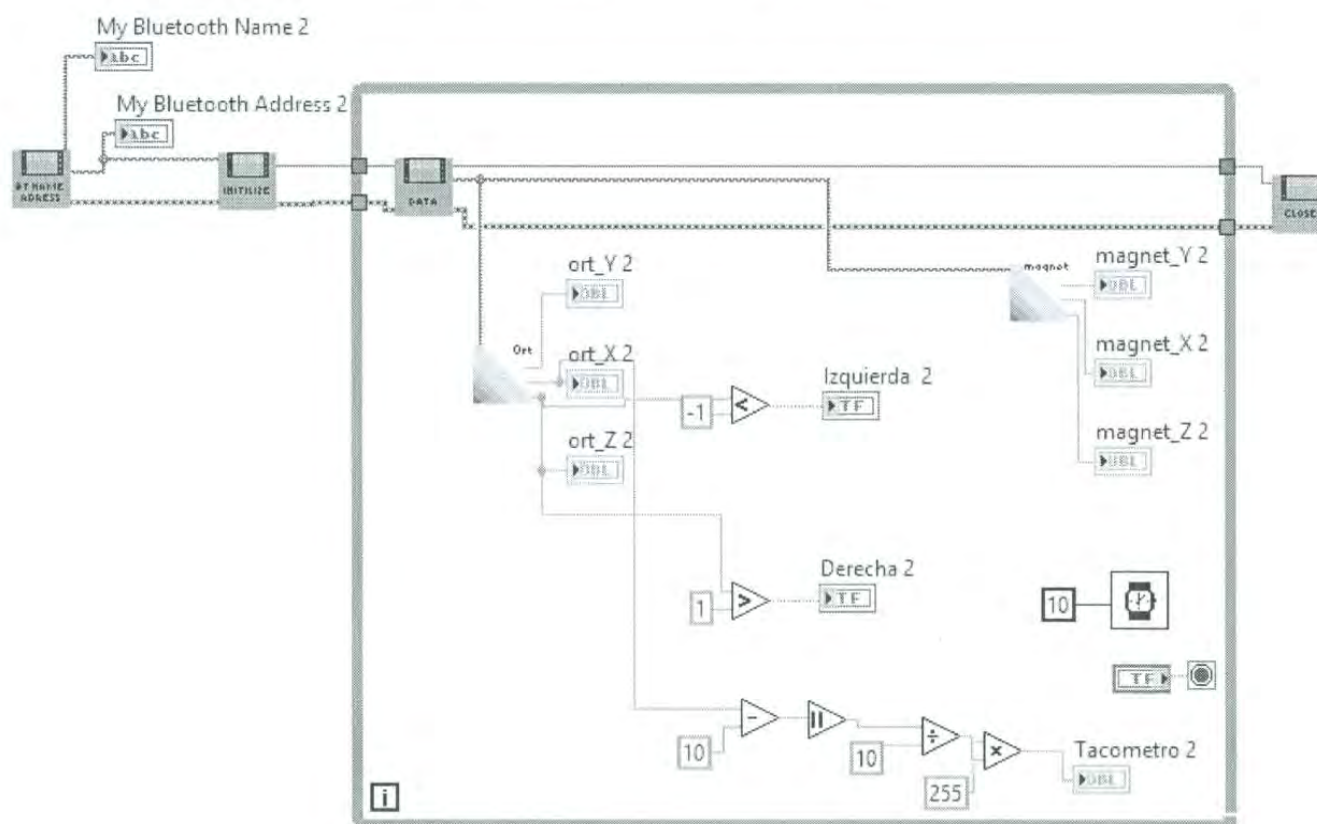 My Bluetooth Name 2
abc
My Bluetooth Address 2
abc
BT NAME
ADRESS
INITILIZE
DATA
CLOSE
ort_Y 2
DBL
magnet
magnet_Y 2
DBL
Ort
ort_X 2
DBL
magnet_X 2
DBL
Izquierda 2
-1
<
TF
ort_Z 2
DBL
magnet_Z 2
DBL
Derecha 2
1
>
TF
10
TF
-
10
÷
10
×
255
Tacometro 2
DBL
i